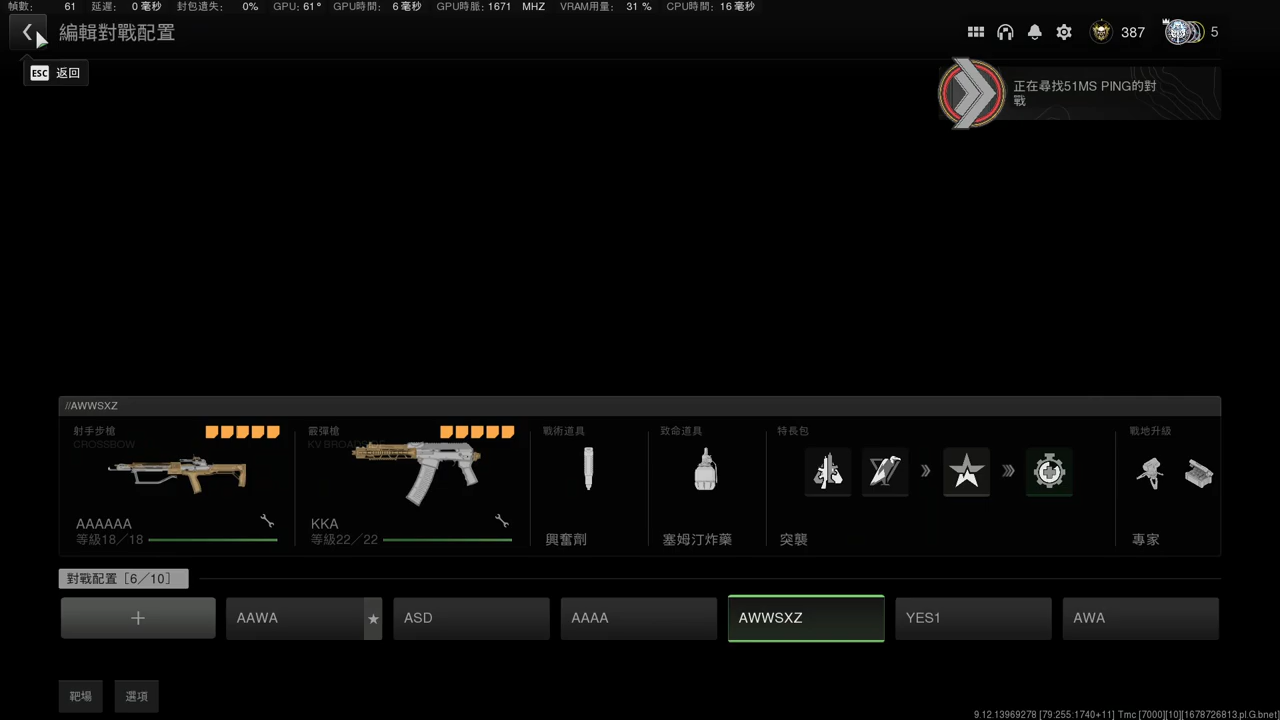 幀數： 61 延遲： 0 毫秒 封包遺失： 0% GPU: 61° GPU時間： 6 毫秒 GPU時脈：1671 MHZ VRAM用量： 31 % CPU時間：16 毫秒
編輯對戰配置
387
5
ESC 返回
正在尋找51MS PING的對
戰
//AWWSXZ
射手步槍
CROSSBOW
AAAAAA
等級18／18
霰彈槍
KV BROADSIDE
KKA
等級22／22
戰術道具
興奮劑
致命道具
塞姆汀炸藥
特長包
突襲
戰地升級
專家
對戰配置［6／10］
+
AAWA
ASD
AAAA
AWWSXZ
YES1
AWA
靶場
選項
9.12.13969278 [79:255:1740+11] Tmc [7000][10][1678726813.pl.G.bnet]